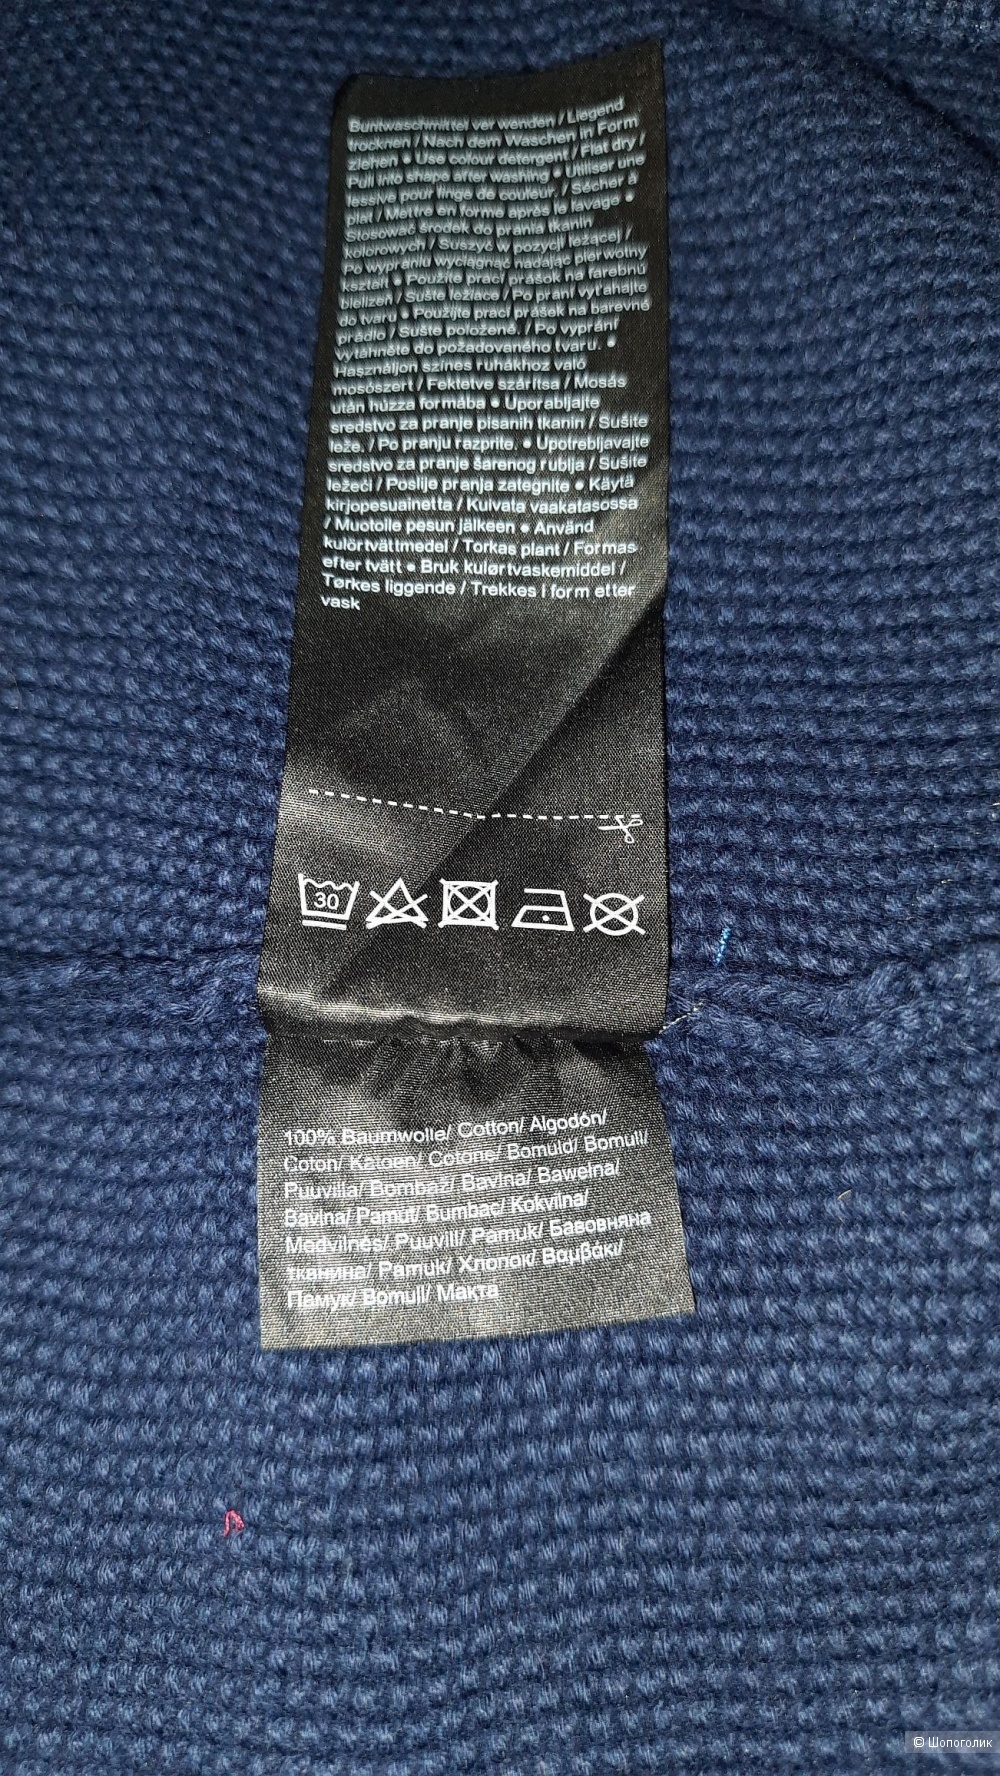 Buntwaschmittel verwenden / Liegend
trocknen / Nach dem Waschen in Form
ziehen • Use colour detergent / Flat dry /
Pull into shape after washing • Utiliser une
lessive pour linge de couleur / Sécher à
plat / Mettre en forme après le lavage •
Stosować środek do prania tkanin
kolorowych / Suszyć w pozycji leżącej /
Po wypraniu wyciągnąć nadając pierwotny
kształt • Použite prací prášok na farebnú
bielizeň / Sušte ležiace / Po praní vyťahajte
do tvaru • Použijte prací prášek na barevné
prádlo / Sušte položené. / Po vyprání
vytáhněte do požadovaného tvaru. •
Használjon színes ruhákhoz való
mosószert / Fektetve szárítsa / Mosás
után húzza formába • Uporabljajte
sredstvo za pranje pisanih tkanin / Sušite
leže. / Po pranju razprite. • Upotrebljavajte
sredstvo za pranje šarenog rublja / Sušite
ležeći / Poslije pranja zategnite • Käytä
kirjopesuainetta / Kuivata vaakatasossa
/ Muotoile pesun jälkeen • Använd
kulörtvättmedel / Torkas plant / Formas
efter tvätt • Bruk kulørtvaskemiddel /
Tørkes liggende / Trekkes i form etter
vask
30
100% Baumwolle/ Cotton/ Algodón/
Coton/ Katoen/ Cotone/ Bomuld/ Bomull/
Puuvilla/ Bombaž/ Bavlna/ Bawełna/
Bavlna/ Pamut/ Bumbac/ Kokvilna/
Medvilnės/ Puuvill/ Pamuk/ Бавовняна
тканина/ Pamuk/ Хлопок/ Βαμβάκι/
Памук/ Bomull/ Мақта
© Шопоголик